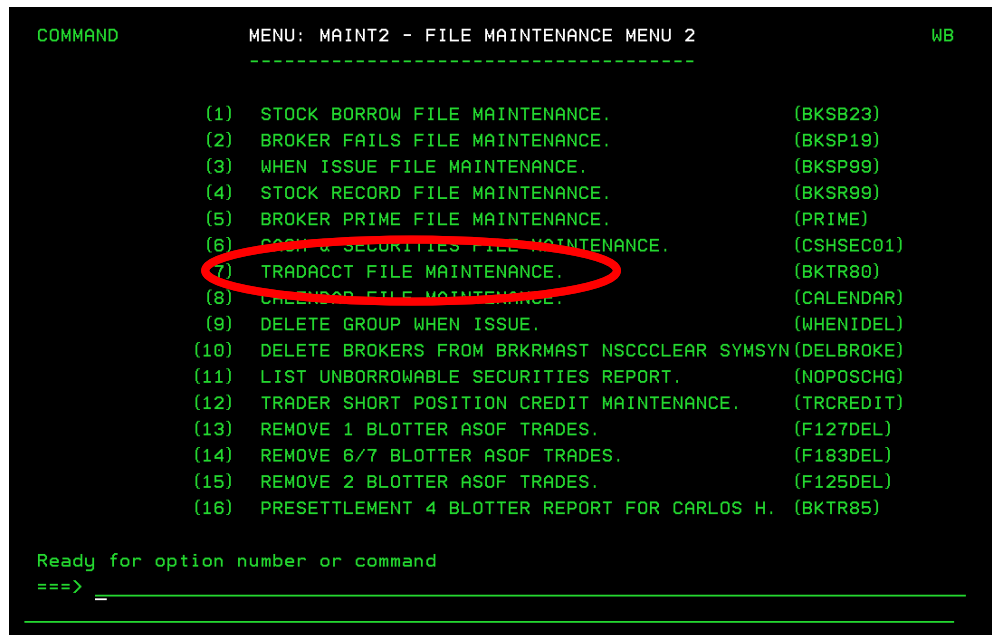 COMMAND MENU: MAINT2 - FILE MAINTENANCE MENU 2 WB
--------------------------------------
(1) STOCK BORROW FILE MAINTENANCE. (BKSB23)
(2) BROKER FAILS FILE MAINTENANCE. (BKSP19)
(3) WHEN ISSUE FILE MAINTENANCE. (BKSP99)
(4) STOCK RECORD FILE MAINTENANCE. (BKSR99)
(5) BROKER PRIME FILE MAINTENANCE. (PRIME)
(6) CASH & SECURITIES FILE MAINTENANCE. (CSHSEC01)
(7) TRADACCT FILE MAINTENANCE. (BKTR80)
(8) CALENDAR FILE MAINTENANCE. (CALENDAR)
(9) DELETE GROUP WHEN ISSUE. (WHENIDEL)
(10) DELETE BROKERS FROM BRKRMAST NSCCCLEAR SYMSYN(DELBROKE)
(11) LIST UNBORROWABLE SECURITIES REPORT. (NOPOSCHG)
(12) TRADER SHORT POSITION CREDIT MAINTENANCE. (TRCREDIT)
(13) REMOVE 1 BLOTTER ASOF TRADES. (F127DEL)
(14) REMOVE 6/7 BLOTTER ASOF TRADES. (F183DEL)
(15) REMOVE 2 BLOTTER ASOF TRADES. (F125DEL)
(16) PRESETTLEMENT 4 BLOTTER REPORT FOR CARLOS H. (BKTR85)
Ready for option number or command
===>